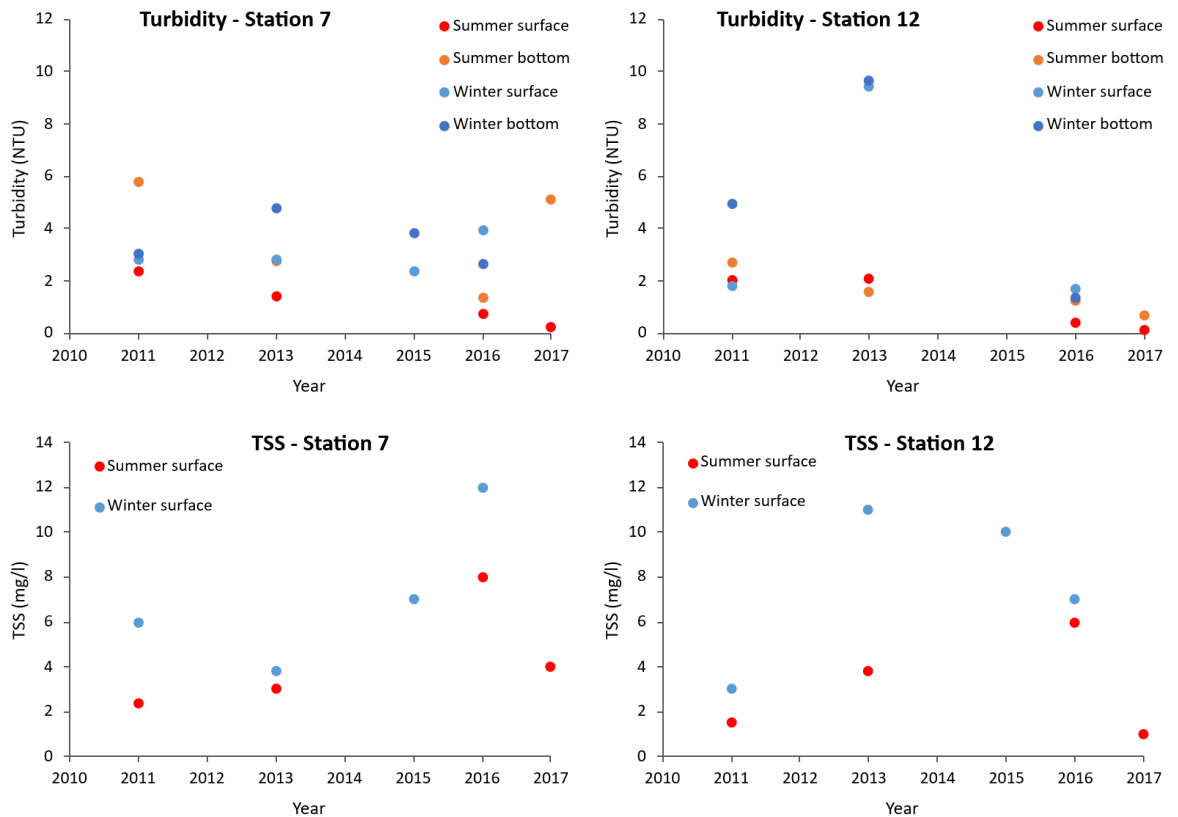 Turbidity - Station 7
12
10
8
6
4
2
0
Turbidity (NTU)
Summer surface
Summer bottom
Winter surface
Winter bottom
2010 2011 2012 2013 2014 2015 2016 2017
Year
Turbidity - Station 12
12
10
8
6
4
2
0
Turbidity (NTU)
Summer surface
Summer bottom
Winter surface
Winter bottom
2010 2011 2012 2013 2014 2015 2016 2017
Year
TSS - Station 7
14
12
10
8
6
4
2
0
TSS (mg/l)
Summer surface
Winter surface
2010 2011 2012 2013 2014 2015 2016 2017
Year
TSS - Station 12
14
12
10
8
6
4
2
0
TSS (mg/l)
Summer surface
Winter surface
2010 2011 2012 2013 2014 2015 2016 2017
Year